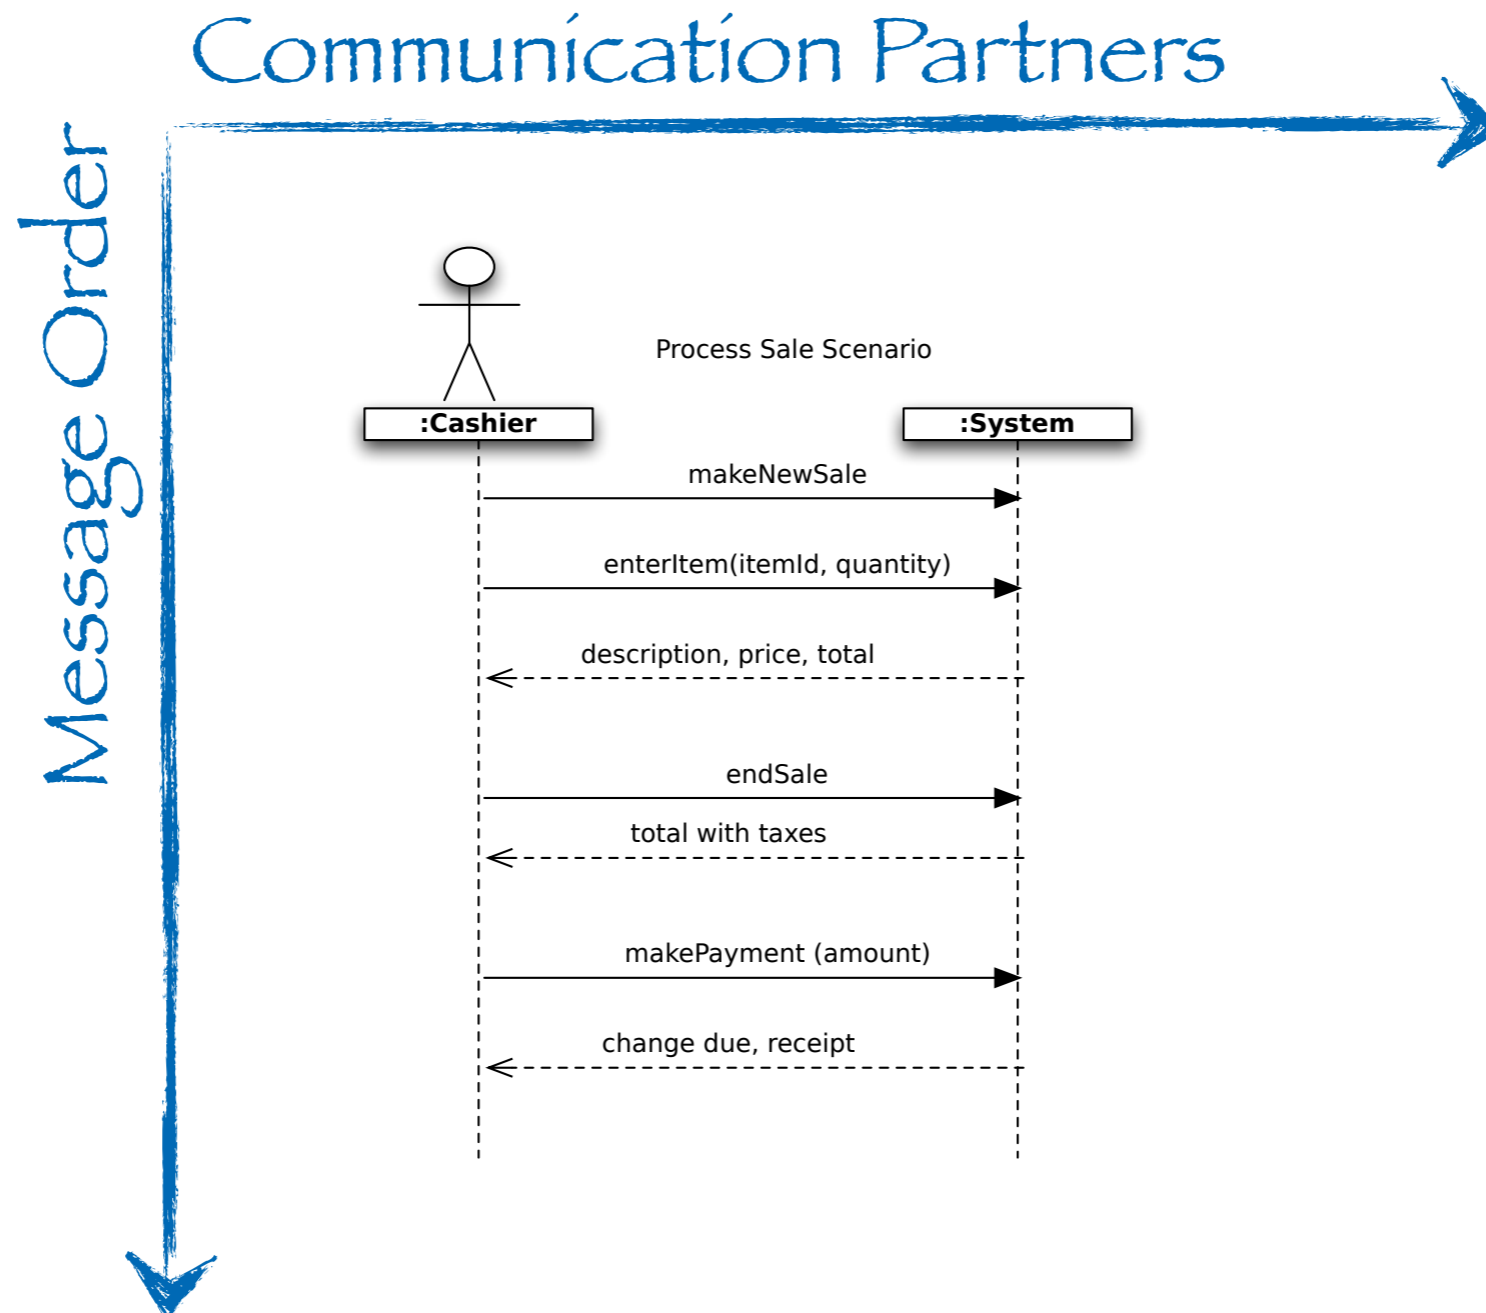 Communication Partners
Message Order
Process Sale Scenario
:Cashier
:System
makeNewSale
enterItem(itemId, quantity)
description, price, total
endSale
total with taxes
makePayment (amount)
change due, receipt